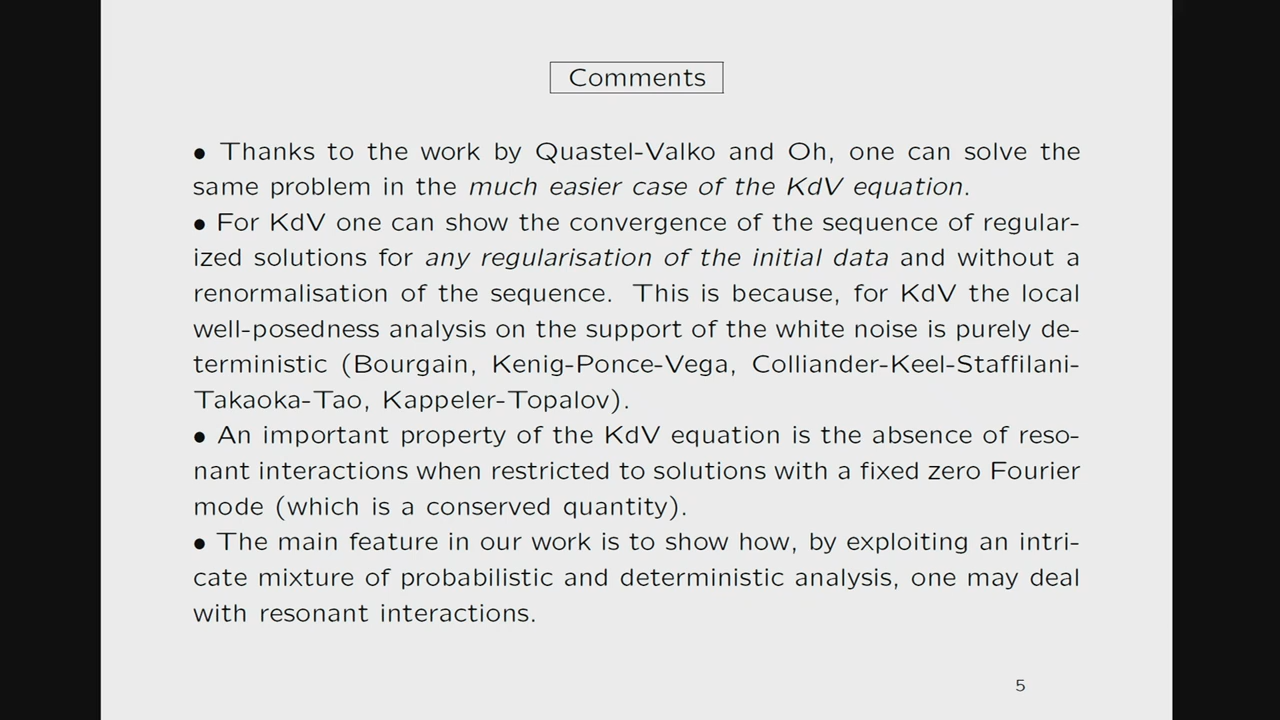 Comments
● Thanks to the work by Quastel-Valko and Oh, one can solve the
same problem in the much easier case of the KdV equation.
● For KdV one can show the convergence of the sequence of regular-
ized solutions for any regularisation of the initial data and without a
renormalisation of the sequence. This is because, for KdV the local
well-posedness analysis on the support of the white noise is purely de-
terministic (Bourgain, Kenig-Ponce-Vega, Colliander-Keel-Staffilani-
Takaoka-Tao, Kappeler-Topalov).
● An important property of the KdV equation is the absence of reso-
nant interactions when restricted to solutions with a fixed zero Fourier
mode (which is a conserved quantity).
● The main feature in our work is to show how, by exploiting an intri-
cate mixture of probabilistic and deterministic analysis, one may deal
with resonant interactions.
5